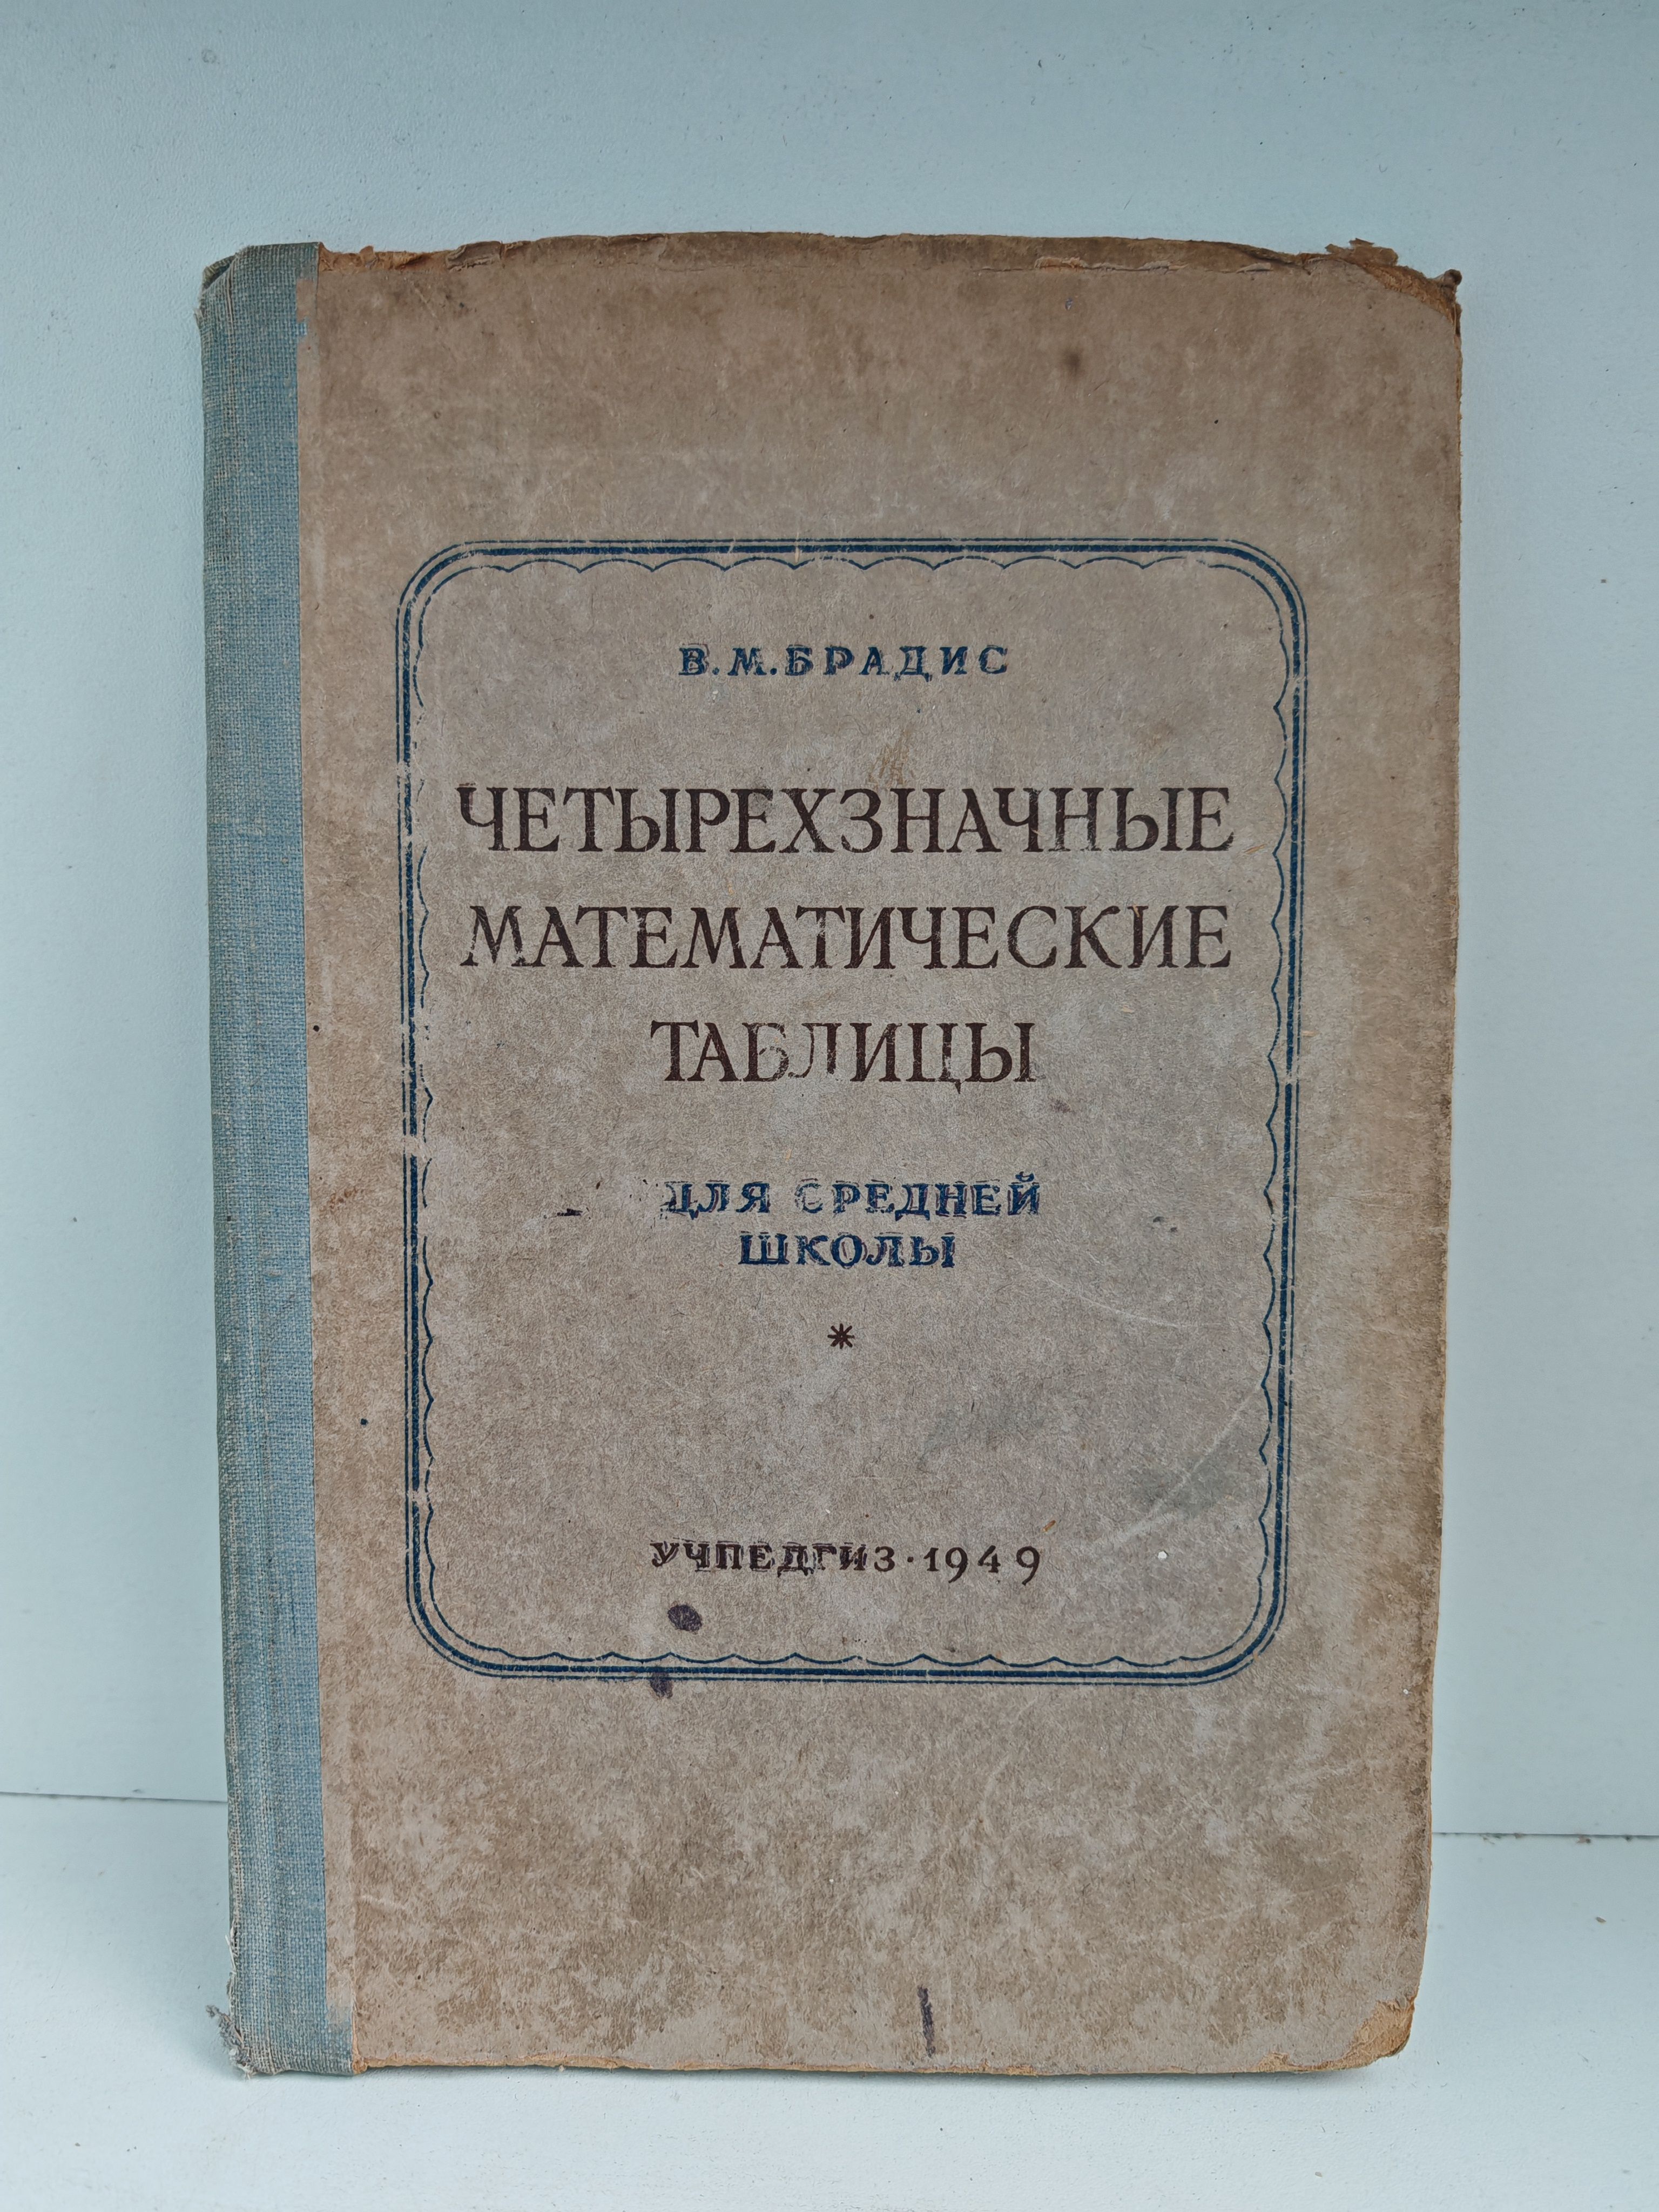 В. М. БРАДИС
ЧЕТЫРЕХЗНАЧНЫЕ
МАТЕМАТИЧЕСКИЕ
ТАБЛИЦЫ
ДЛЯ СРЕДНЕЙ
ШКОЛЫ
*
УЧПЕДГИЗ · 1949